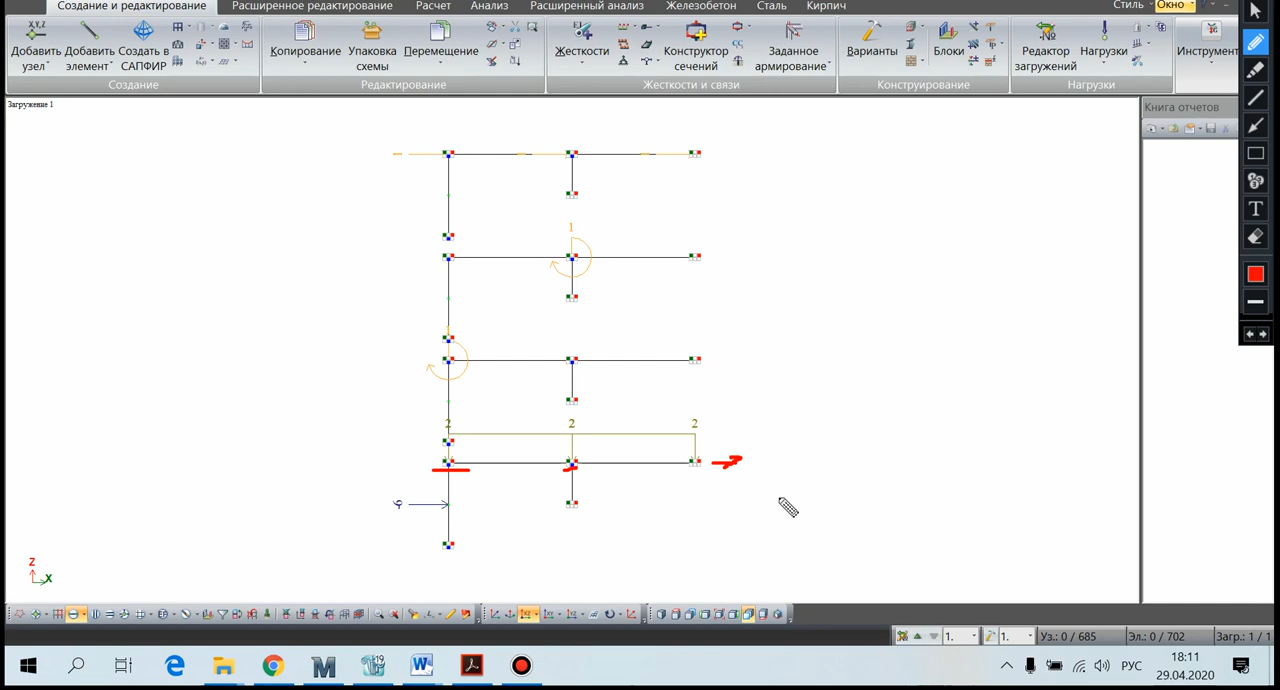 Создание и редактирование Расширенное редактирование Расчет Анализ Расширенный анализ Железобетон Сталь Кирпич Стиль Окно
Добавить узел
Добавить элемент
Создать в САПФИР
Создание
Копирование
Упаковка схемы
Перемещение
Редактирование
Жесткости
Конструктор сечений
Заданное армирование
Жесткости и связи
Варианты
Блоки
Конструирование
Редактор загружений
Нагрузки
Нагрузки
Инструмент
Загружение 1
Книга отчетов
1
2 2 2
Z
X
1. 1. Уз.: 0 / 685 Эл.: 0 / 702 Загр.: 1 / 1
19
РУС
18:11
29.04.2020